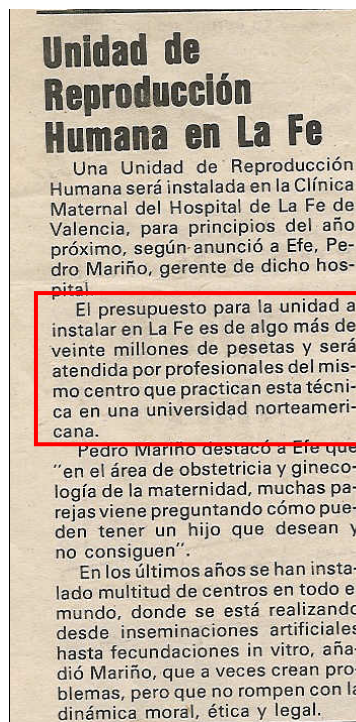 Unidad de
Reproducción
Humana en La Fe
Una Unidad de Reproducción
Humana será instalada en la Clínica
Maternal del Hospital de La Fe de
Valencia, para principios del año
próximo, según anunció a Efe, Pe-
dro Mariño, gerente de dicho hos-
pital.
El presupuesto para la unidad a
instalar en La Fe es de algo más de
veinte millones de pesetas y será
atendida por profesionales del mis-
mo centro que practican esta técni-
ca en una universidad norteameri-
cana.
Pedro Mariño destacó a Efe que
"en el área de obstetricia y gineco-
logía de la maternidad, muchas pa-
rejas viene preguntando cómo pue-
den tener un hijo que desean y
no consiguen".
En los últimos años se han insta-
lado multitud de centros en todo e
mundo, donde se está realizando
desde inseminaciones artificiales
hasta fecundaciones in vitro, aña-
dió Mariño, que a veces crean pro-
blemas, pero que no rompen con la
dinámica moral, ética y legal.